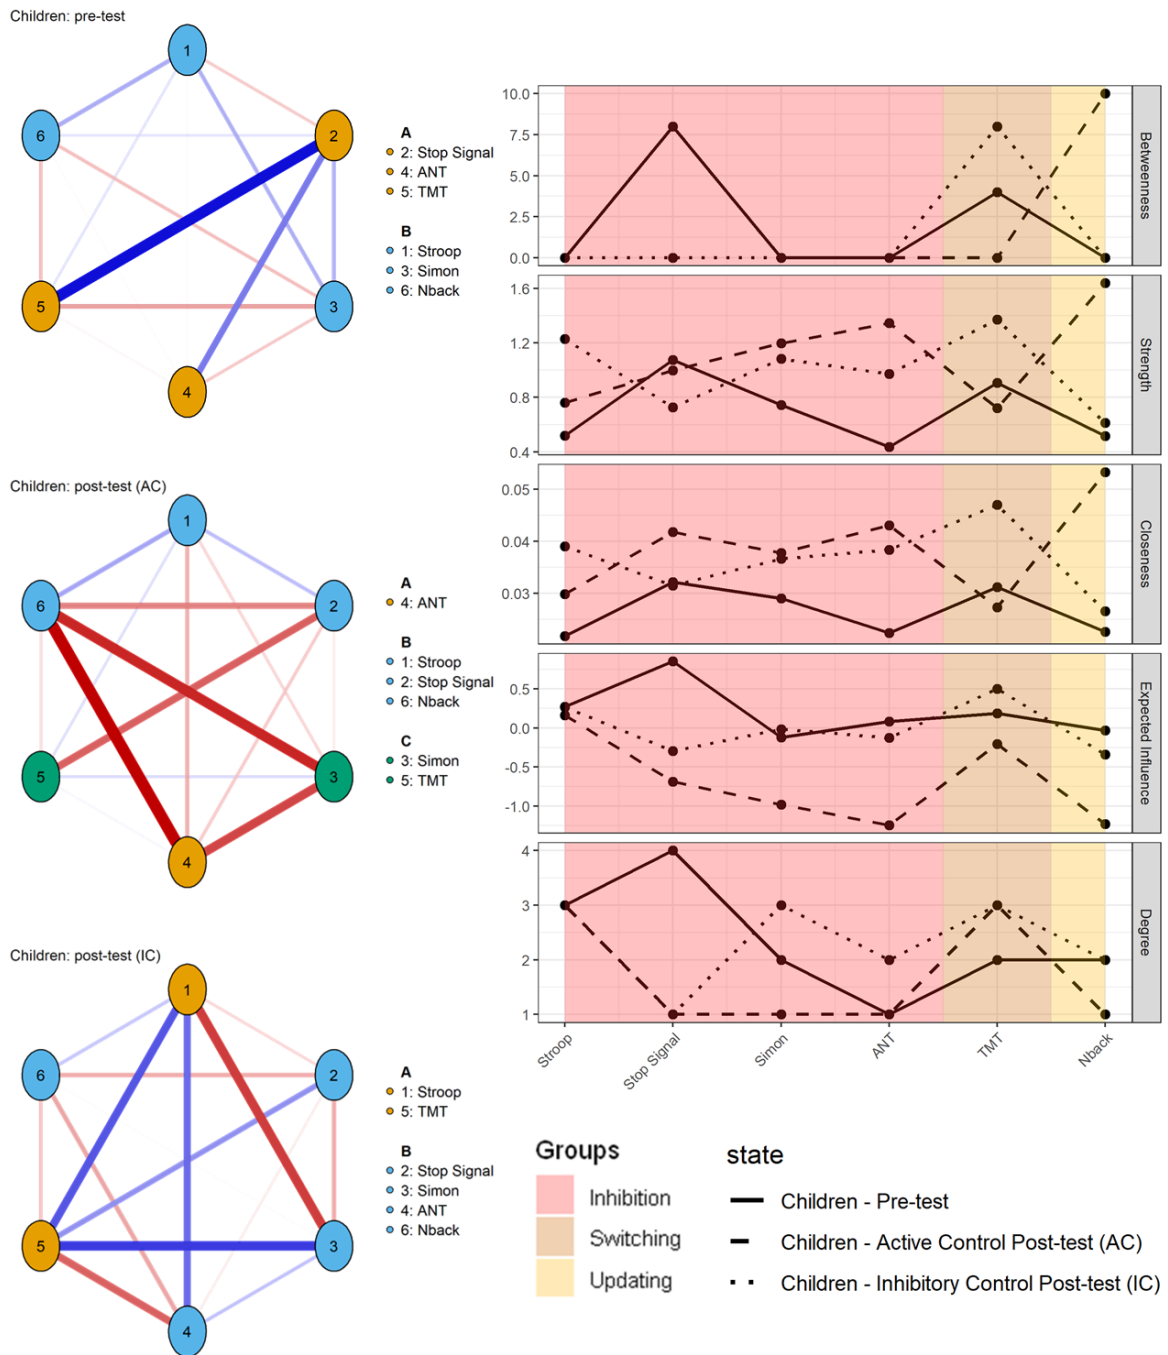 Children: pre-test
1
2
3
4
5
6
A
2: Stop Signal
4: ANT
5: TMT
B
1: Stroop
3: Simon
6: Nback
Children: post-test (AC)
1
2
3
4
5
6
A
4: ANT
B
1: Stroop
2: Stop Signal
6: Nback
C
3: Simon
5: TMT
Children: post-test (IC)
1
2
3
4
5
6
A
1: Stroop
5: TMT
B
2: Stop Signal
3: Simon
4: ANT
6: Nback
10.0
7.5
5.0
2.5
0.0
Betweenness
1.6
1.2
0.8
0.4
Strength
0.05
0.04
0.03
Closeness
0.5
0.0
-0.5
-1.0
Expected Influence
4
3
2
1
Degree
Stroop
Stop Signal
Simon
ANT
TMT
Nback
Groups
Inhibition
Switching
Updating
state
Children - Pre-test
Children - Active Control Post-test (AC)
Children - Inhibitory Control Post-test (IC)